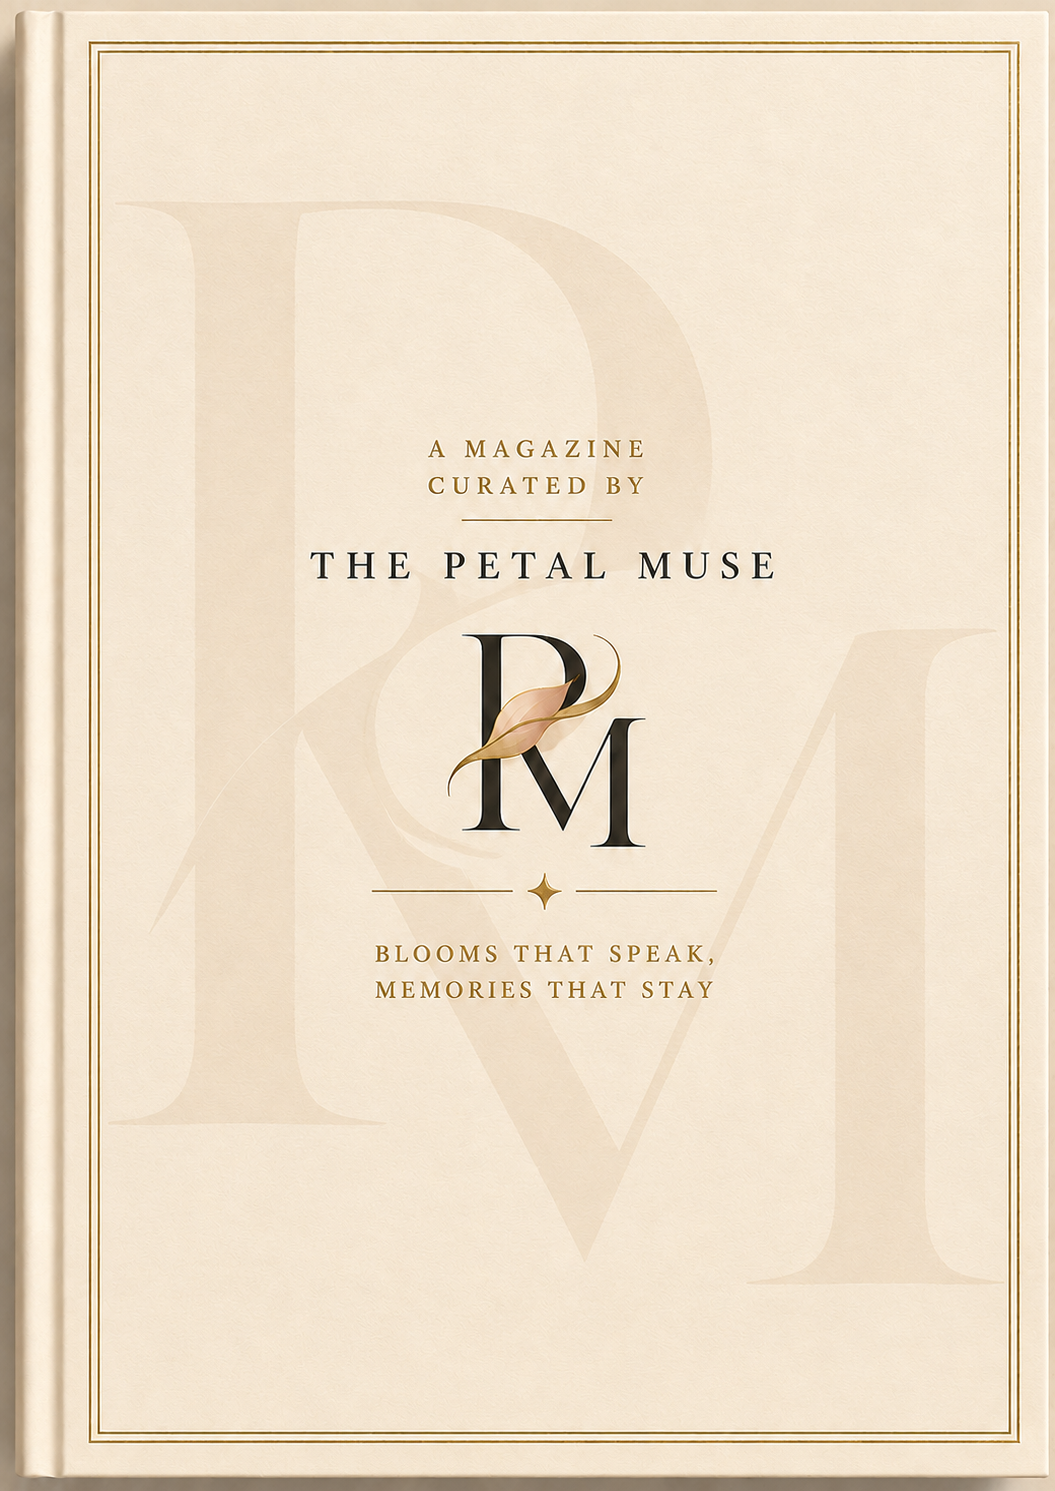 A MAGAZINE
CURATED BY
THE PETAL MUSE
PM
BLOOMS THAT SPEAK,
MEMORIES THAT STAY